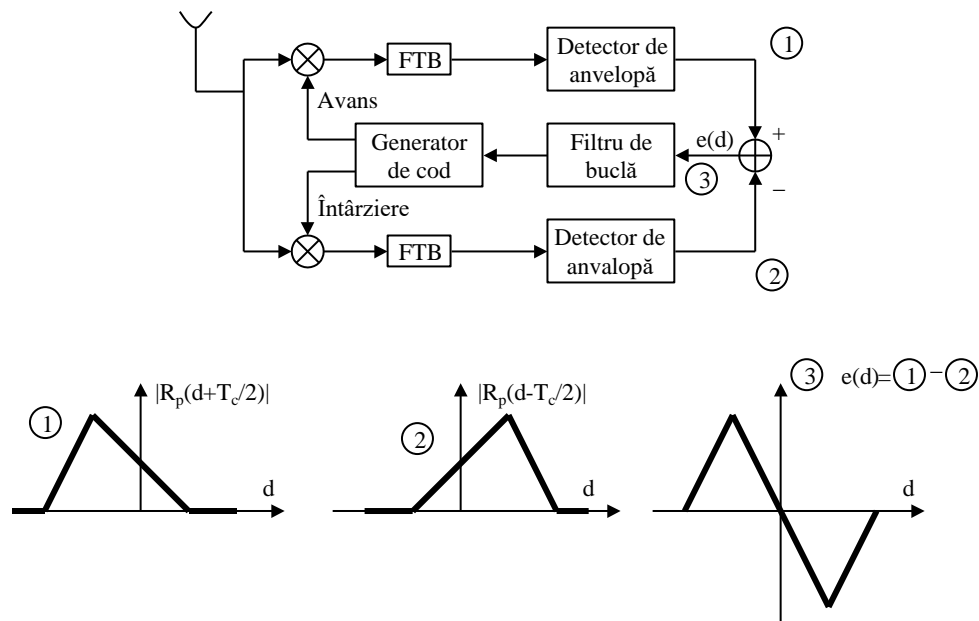 FTB
Detector de
anvelopă
1
Avans
Generator
de cod
Filtru de
buclă
e(d)
+
3
−
Întârziere
FTB
Detector de
anvalopă
2
|Rp(d+Tc/2)|
1
d
|Rp(d-Tc/2)|
2
d
3 e(d)=1−2
d